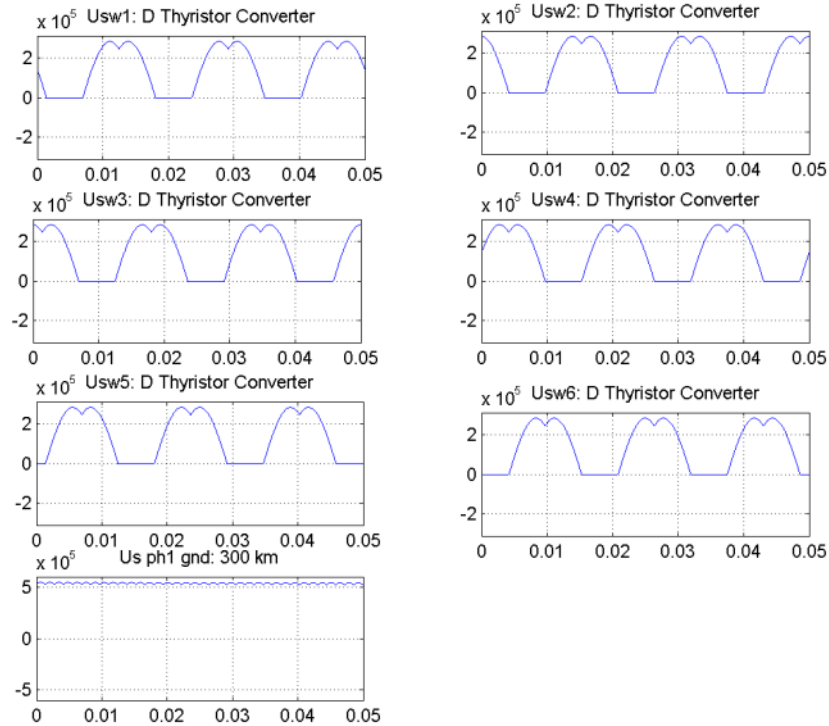 x 10^5 Usw1: D Thyristor Converter
2
0
-2
0 0.01 0.02 0.03 0.04 0.05
x 10^5 Usw2: D Thyristor Converter
2
0
-2
0 0.01 0.02 0.03 0.04 0.05
x 10^5 Usw3: D Thyristor Converter
2
0
-2
0 0.01 0.02 0.03 0.04 0.05
x 10^5 Usw4: D Thyristor Converter
2
0
-2
0 0.01 0.02 0.03 0.04 0.05
x 10^5 Usw5: D Thyristor Converter
2
0
-2
0 0.01 0.02 0.03 0.04 0.05
x 10^5 Usw6: D Thyristor Converter
2
0
-2
0 0.01 0.02 0.03 0.04 0.05
x 10^5 Us ph1 gnd: 300 km
5
0
-5
0 0.01 0.02 0.03 0.04 0.05